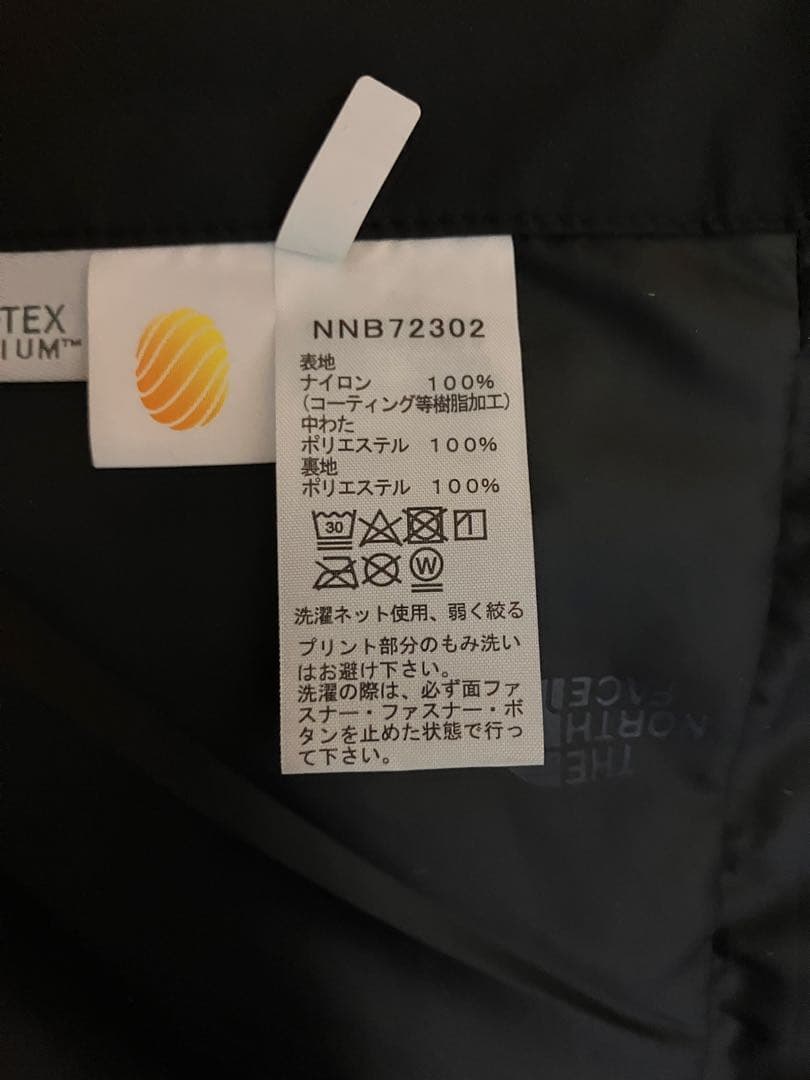 TEX
IUM™
NNB72302
表地
ナイロン 100%
(コーティング等樹脂加工)
中わた
ポリエステル 100%
裏地
ポリエステル 100%
30
W
洗濯ネット使用、弱く絞る
プリント部分のもみ洗い
はお避け下さい。
洗濯の際は、必ず面ファ
スナー・ファスナー・ボ
タンを止めた状態で行っ
て下さい。
THE
NORTH
FACE